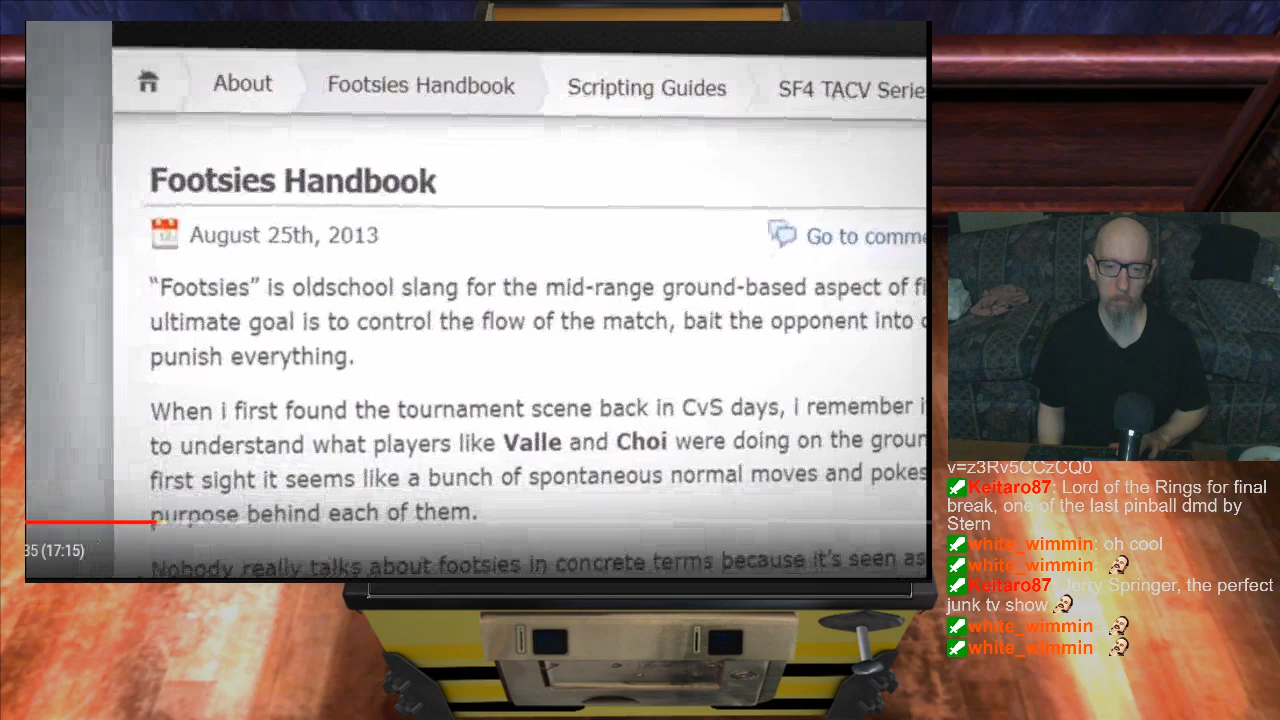 About
Footsies Handbook
Scripting Guides
SF4 TACV Serie
Footsies Handbook
August 25th, 2013
Go to comme
“Footsies” is oldschool slang for the mid-range ground-based aspect of fi
ultimate goal is to control the flow of the match, bait the opponent into
punish everything.
When i first found the tournament scene back in CvS days, i remember i
to understand what players like Valle and Choi were doing on the groun
first sight it seems like a bunch of spontaneous normal moves and pokes
purpose behind each of them.
Nobody really talks about footsies in concrete terms because it's seen as
35 (17:15)
v=z3Rv5CCzCQ0
Keitaro87: Lord of the Rings for final
break, one of the last pinball dmd by
Stern
white_wimmin: oh cool
white_wimmin:
Keitaro87: Jerry Springer, the perfect
junk tv show
white_wimmin:
white_wimmin: